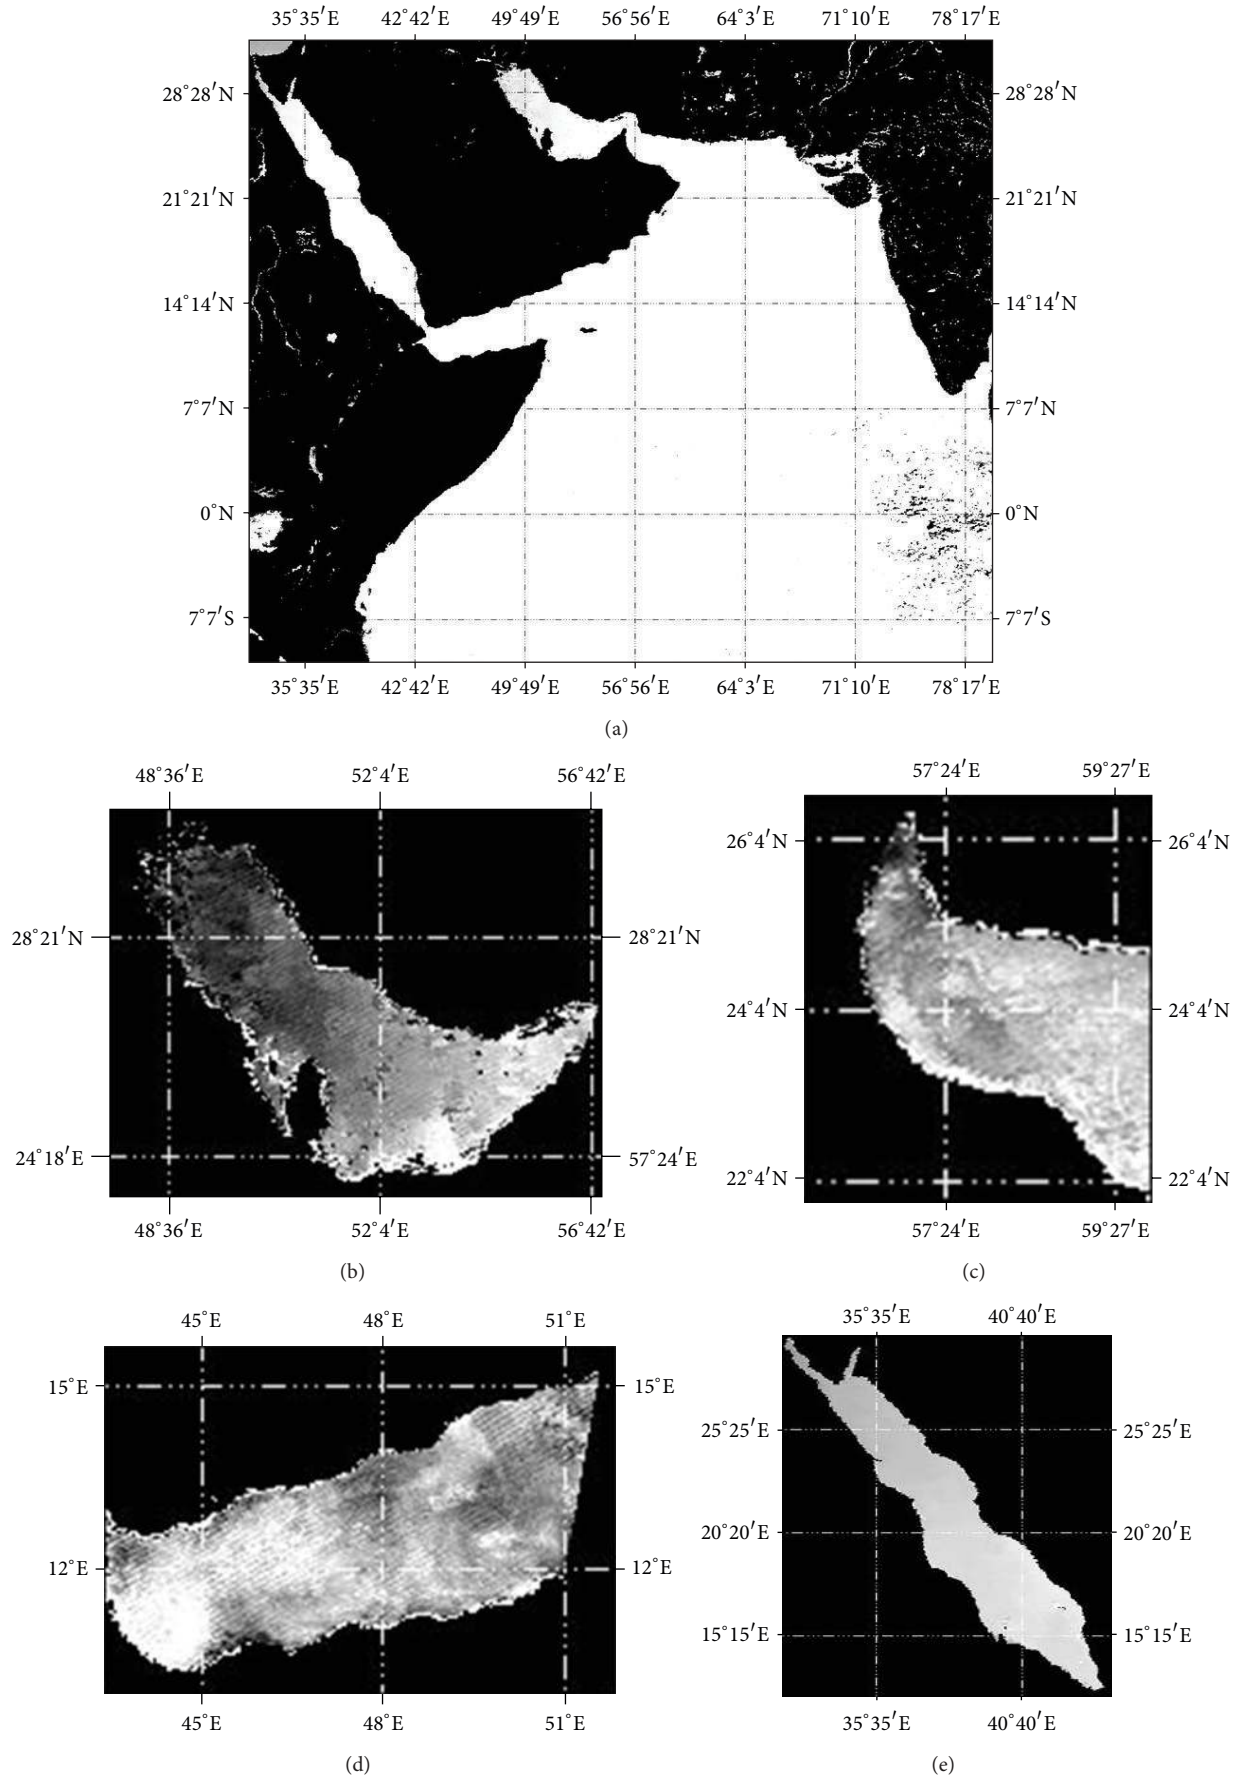 35°35′E 42°42′E 49°49′E 56°56′E 64°3′E 71°10′E 78°17′E
28°28′N 28°28′N
21°21′N 21°21′N
14°14′N 14°14′N
7°7′N 7°7′N
0°N 0°N
7°7′S 7°7′S
35°35′E 42°42′E 49°49′E 56°56′E 64°3′E 71°10′E 78°17′E
(a)
48°36′E 52°4′E 56°42′E
28°21′N 28°21′N
24°18′E 57°24′E
48°36′E 52°4′E 56°42′E
(b)
57°24′E 59°27′E
26°4′N 26°4′N
24°4′N 24°4′N
22°4′N 22°4′N
57°24′E 59°27′E
(c)
45°E 48°E 51°E
15°E 15°E
12°E 12°E
45°E 48°E 51°E
(d)
35°35′E 40°40′E
25°25′E 25°25′E
20°20′E 20°20′E
15°15′E 15°15′E
35°35′E 40°40′E
(e)